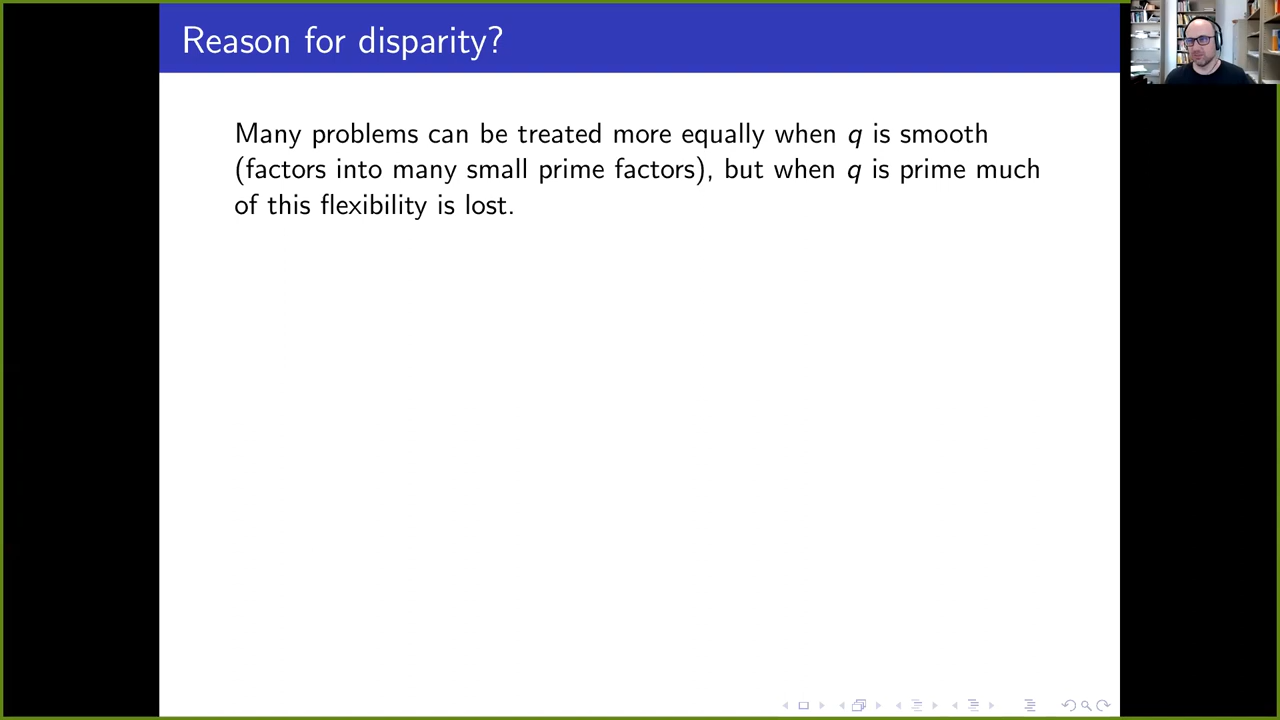 Reason for disparity?
Many problems can be treated more equally when q is smooth
(factors into many small prime factors), but when q is prime much
of this flexibility is lost.